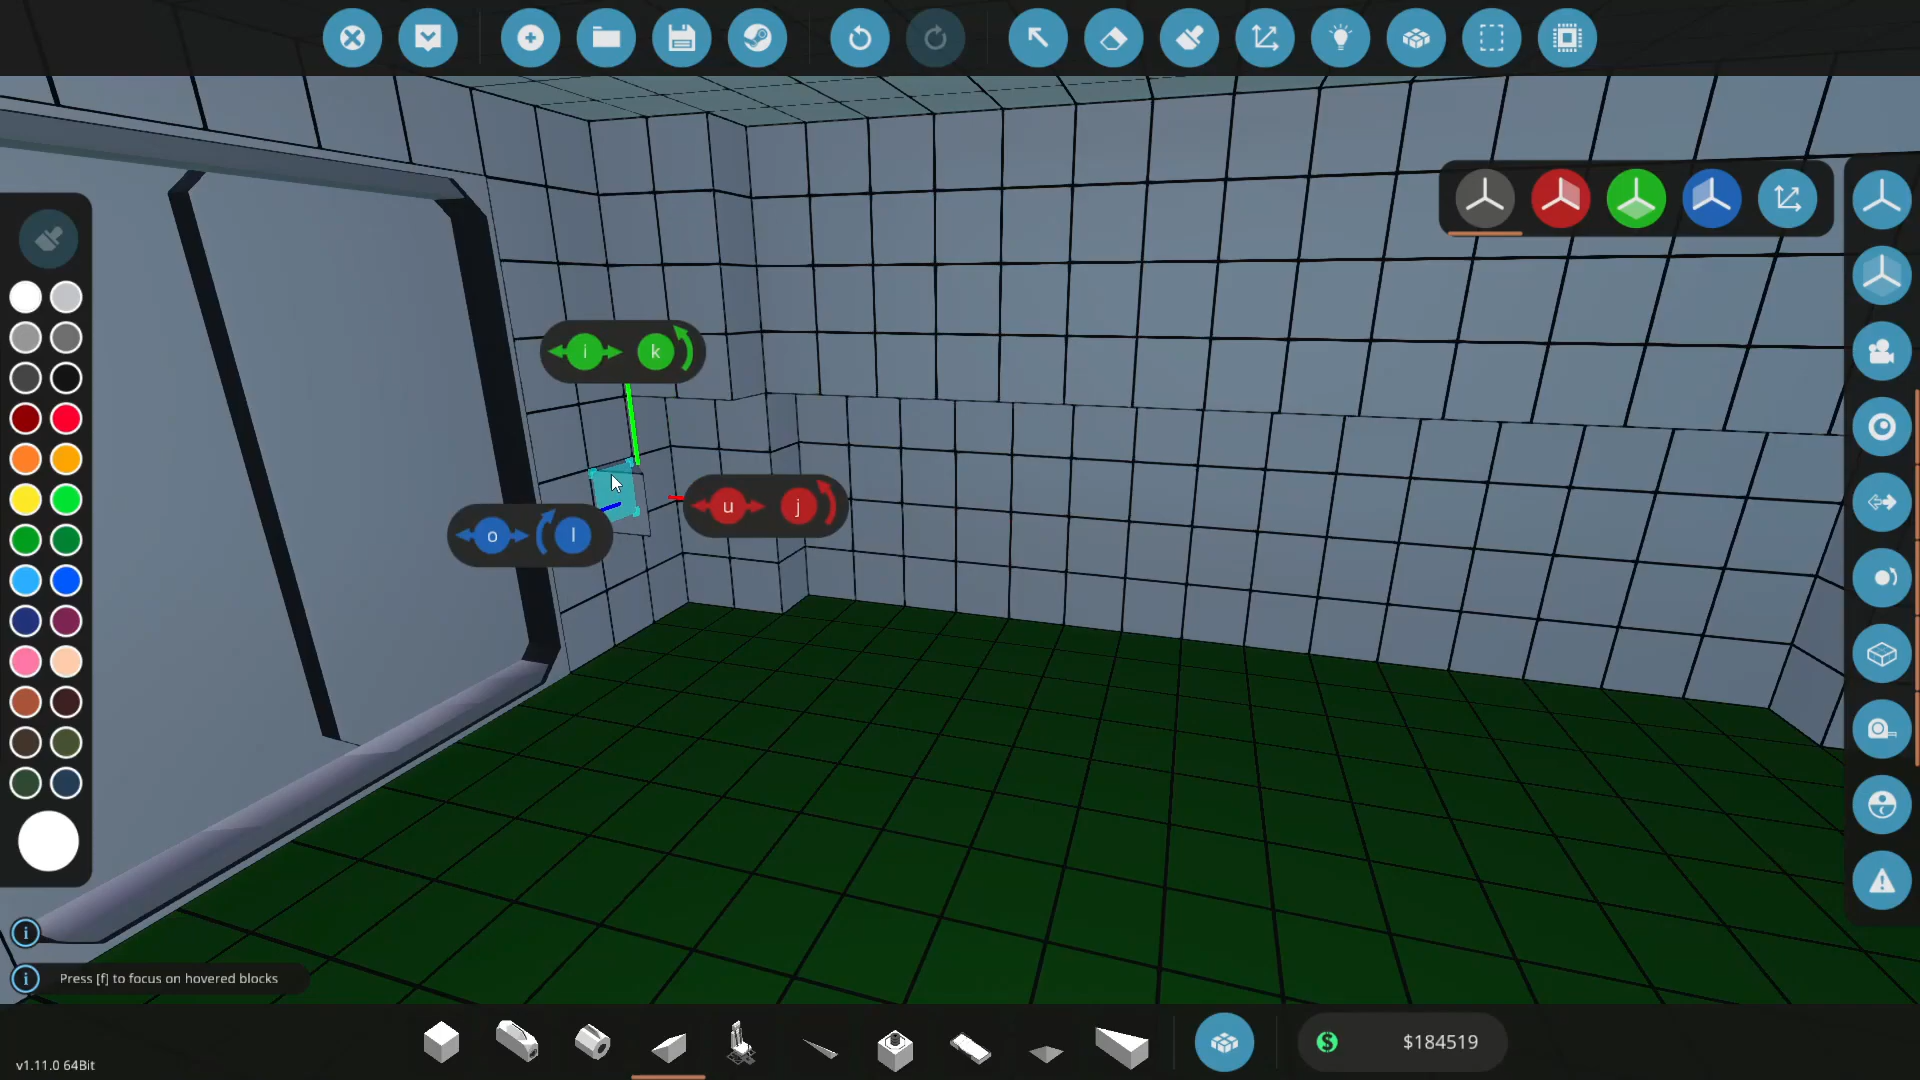 i k
u j
o l
i
i Press [f] to focus on hovered blocks
$ $184519
v1.11.0 64Bit